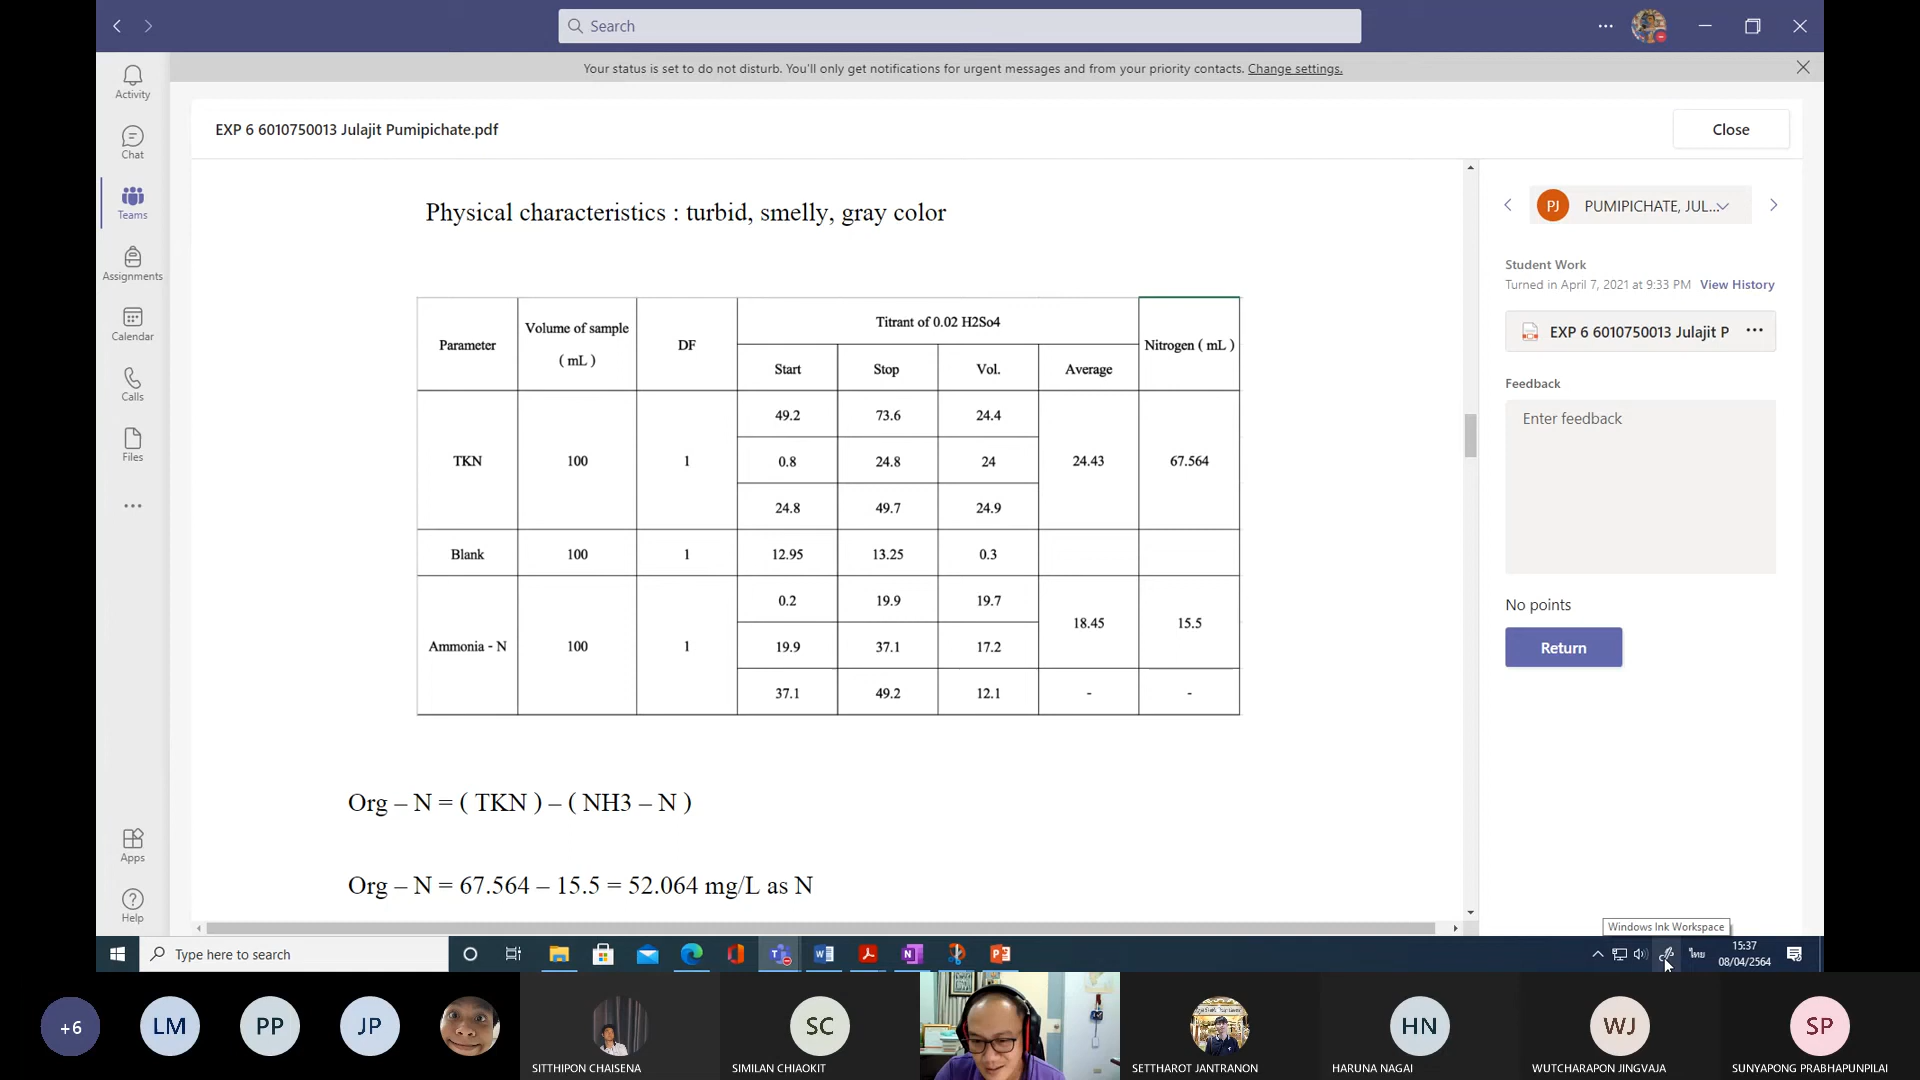 Search
Your status is set to do not disturb. You'll only get notifications for urgent messages and from your priority contacts. Change settings.
Activity
Chat
Teams
Assignments
Calendar
Calls
Files
Apps
Help
EXP 6 6010750013 Julajit Pumipichate.pdf
Close
Physical characteristics : turbid, smelly, gray color
Parameter
Volume of sample
( mL )
DF
Titrant of 0.02 H2So4
Nitrogen ( mL )
Start Stop Vol. Average
49.2 73.6 24.4
TKN 100 1 0.8 24.8 24 24.43 67.564
24.8 49.7 24.9
Blank 100 1 12.95 13.25 0.3
0.2 19.9 19.7
18.45 15.5
Ammonia - N 100 1 19.9 37.1 17.2
37.1 49.2 12.1 - -
Org – N = ( TKN ) – ( NH3 – N )
Org – N = 67.564 – 15.5 = 52.064 mg/L as N
PJ PUMIPICHATE, JUL...
Student Work
Turned in April 7, 2021 at 9:33 PM View History
EXP 6 6010750013 Julajit P
Feedback
Enter feedback
No points
Return
Windows Ink Workspace
Type here to search
ไทย
15:37
08/04/2564
+6
LM
PP
JP
SITTHIPON CHAISENA
SC
SIMILAN CHIAOKIT
SETTHAROT JANTRANON
HN
HARUNA NAGAI
WJ
WUTCHARAPON JINGVAJA
SP
SUNYAPONG PRABHAPUNPILAI